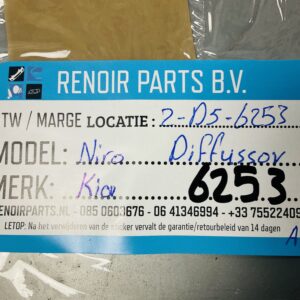 RENOIR PARTS B.V.
TW / MARGE LOCATIE: 2-D5-6253
MODEL: Niro Diffussor
MERK: Kia 6253
RENOIRPARTS.NL - 085 0603676 - 06 41346994 - +33 75522409
LETOP: Na het verwijderen van de sticker vervalt de garantie/retourbeleid van 14 dagen
A